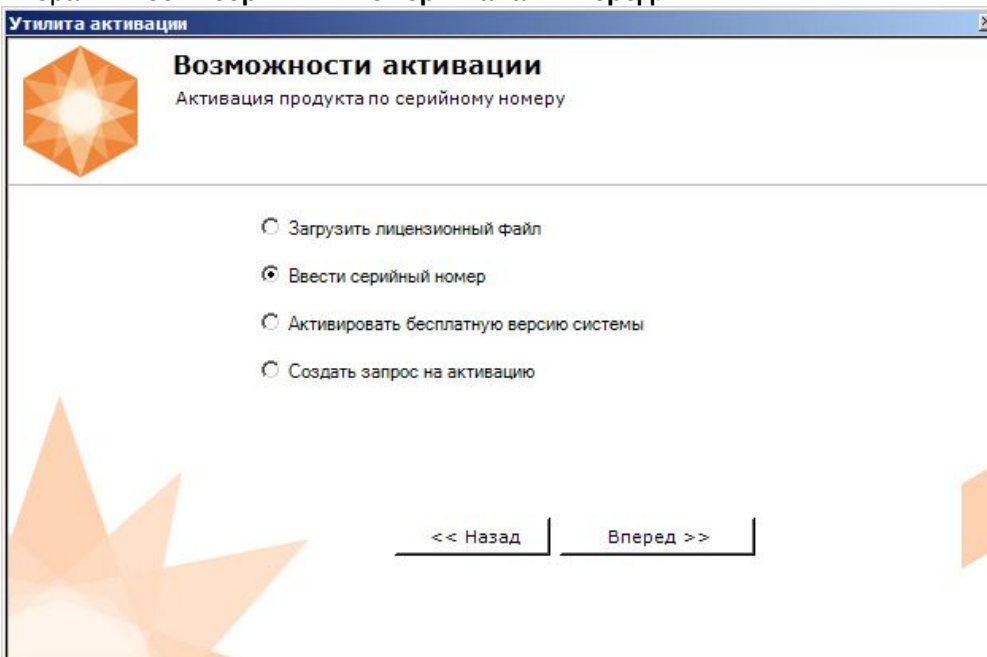 Утилита активации
Возможности активации
Активация продукта по серийному номеру
Загрузить лицензионный файл
Ввести серийный номер
Активировать бесплатную версию системы
Создать запрос на активацию
<< Назад
Вперед >>